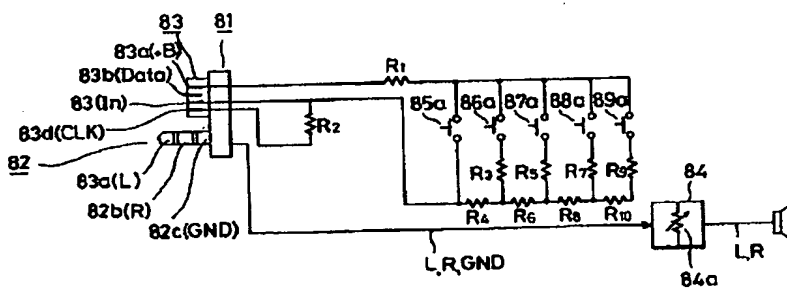 83
81
83a(+B)
83b(Data)
83(In)
83d(CLK)
82
83a(L)
82b(R)
82c(GND)
R1
R2
85a
86a
87a
88a
89a
R3
R5
R7
R9
R4
R6
R8
R10
84
84a
L,R,GND
L,R